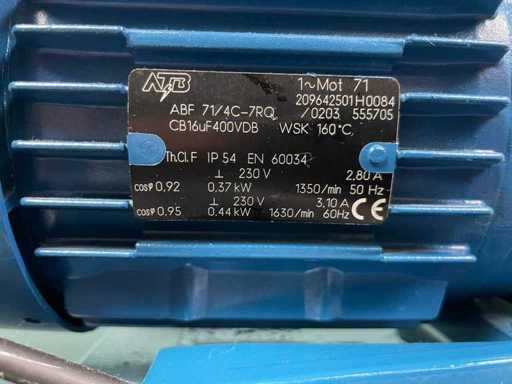 ATB 1~Mot 71
209642501H0084
ABF 71/4C-7RQ /0203 555705
CB16uF400VDB WSK 160°C
Th.Cl.F IP 54 EN 60034
⊥ 230 V 2,80 A
cosφ 0,92 0,37 kW 1350/min 50 Hz
⊥ 230 V 3,10 A
cosφ 0,95 0,44 kW 1630/min 60Hz CE